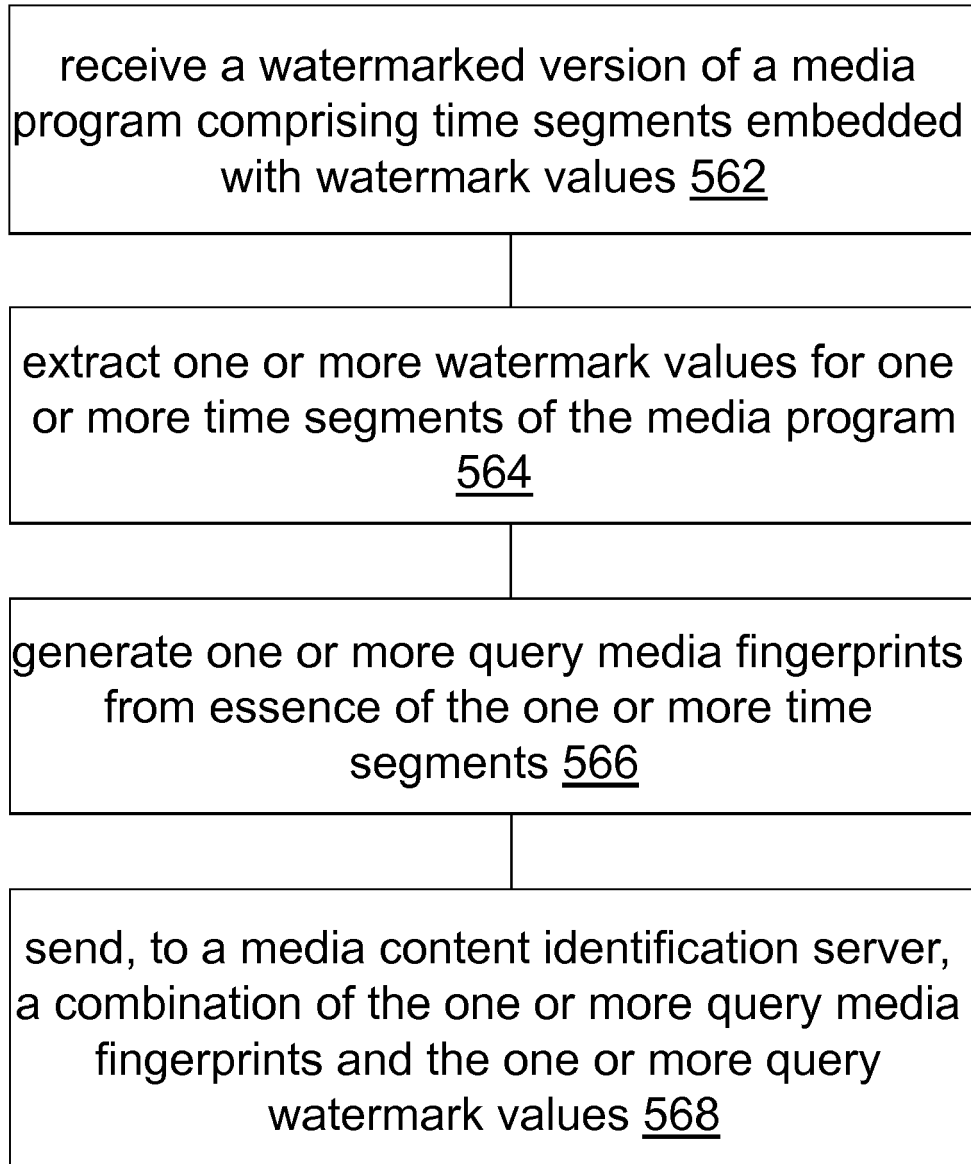 receive a watermarked version of a media
program comprising time segments embedded
with watermark values 562
extract one or more watermark values for one
or more time segments of the media program
564
generate one or more query media fingerprints
from essence of the one or more time
segments 566
send, to a media content identification server,
a combination of the one or more query media
fingerprints and the one or more query
watermark values 568